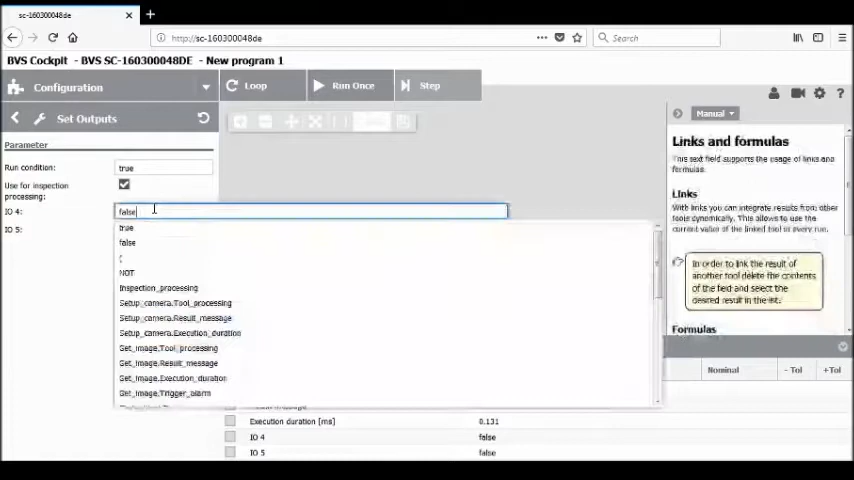 sc-160300048de
http://sc-160300048de
Search
BVS Cockpit - BVS SC-160300048DE - New program 1
Configuration
Loop
Run Once
Step
Set Outputs
Manual
Parameter
Run condition:
true
Use for inspection
processing:
IO 4:
false
IO 5:
true
false
(
NOT
Inspection_processing
Setup_camera.Tool_processing
Setup_camera.Result_message
Setup_camera.Execution_duration
Get_Image.Tool_processing
Get_Image.Result_message
Get_Image.Execution_duration
Get_Image.Trigger_alarm
Links and formulas
This text field supports the usage of links and
formulas.
Links
With links you can integrate results from other
tools dynamically. This allows to use the
current value of the linked tool in every run.
In order to link the result of
another tool delete the contents
of the field and select the
desired result in the list.
Formulas
Nominal
- Tol
+Tol
Execution duration [ms]
0.131
IO 4
false
IO 5
false